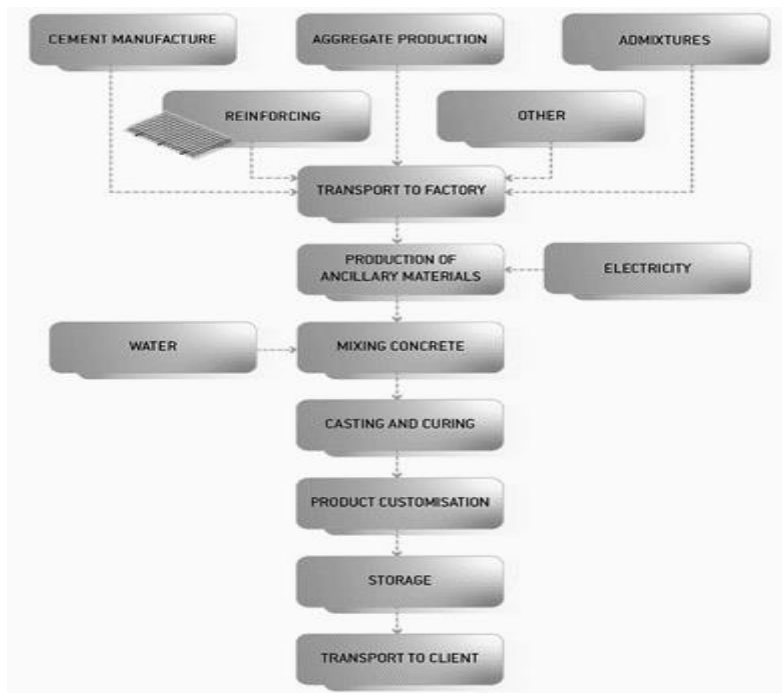 CEMENT MANUFACTURE
AGGREGATE PRODUCTION
ADMIXTURES
REINFORCING
OTHER
TRANSPORT TO FACTORY
PRODUCTION OF
ANCILLARY MATERIALS
ELECTRICITY
WATER
MIXING CONCRETE
CASTING AND CURING
PRODUCT CUSTOMISATION
STORAGE
TRANSPORT TO CLIENT